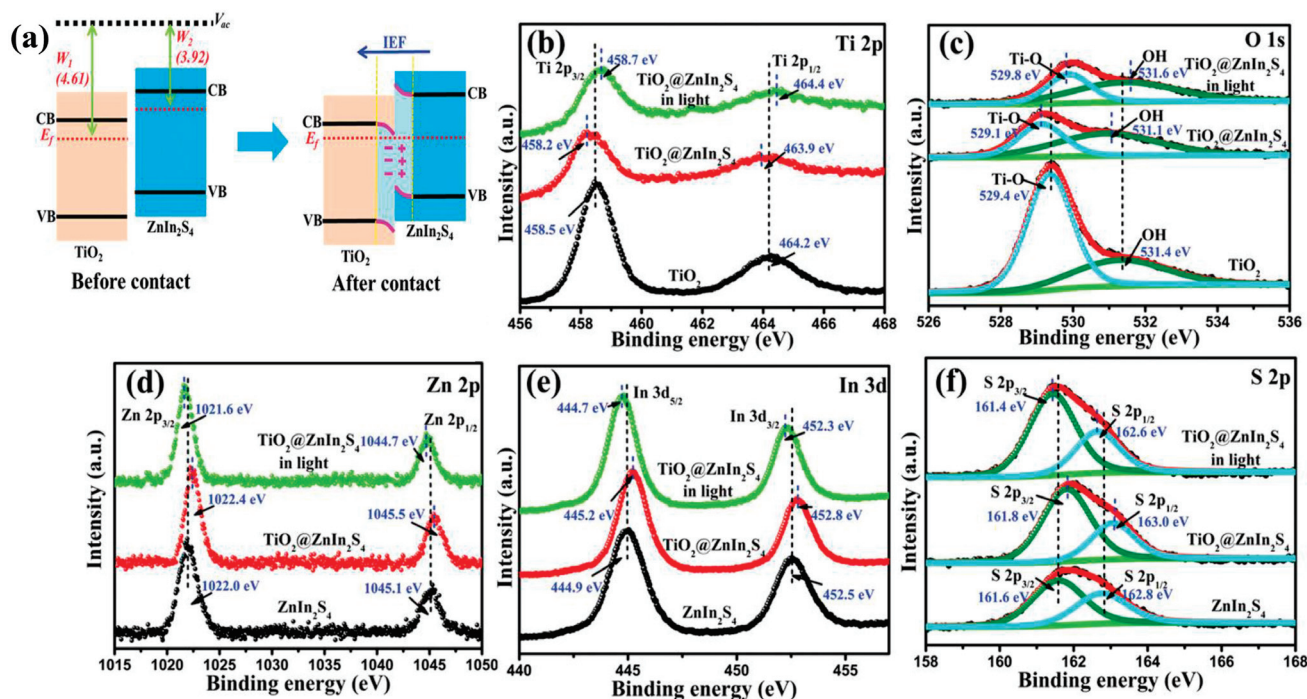 (a)
V_ac
W₁
(4.61)
W₂
(3.92)
CB
E_f
VB
TiO₂
CB
VB
ZnIn₂S₄
Before contact
IEF
CB
E_f
VB
TiO₂
CB
VB
ZnIn₂S₄
After contact
- +
- +
- +
(b)
Ti 2p
Ti 2p₃/₂
458.7 eV
Ti 2p₁/₂
TiO₂@ZnIn₂S₄
in light
464.4 eV
458.2 eV
TiO₂@ZnIn₂S₄
463.9 eV
458.5 eV
464.2 eV
TiO₂
Intensity (a.u.)
456 458 460 462 464 466 468
Binding energy (eV)
(c)
O 1s
Ti-O
529.8 eV
OH
531.6 eV
TiO₂@ZnIn₂S₄
in light
Ti-O
529.1 eV
OH
531.1 eV
TiO₂@ZnIn₂S₄
Ti-O
529.4 eV
OH
531.4 eV
TiO₂
Intensity (a.u.)
526 528 530 532 534 536
Binding energy (eV)
(d)
Zn 2p
Zn 2p₃/₂
1021.6 eV
Zn 2p₁/₂
1044.7 eV
TiO₂@ZnIn₂S₄
in light
1022.4 eV
1045.5 eV
TiO₂@ZnIn₂S₄
1022.0 eV
1045.1 eV
ZnIn₂S₄
Intensity (a.u.)
1015 1020 1025 1030 1035 1040 1045 1050
Binding energy (eV)
(e)
In 3d
444.7 eV
In 3d₅/₂
In 3d₃/₂
452.3 eV
TiO₂@ZnIn₂S₄
in light
445.2 eV
452.8 eV
TiO₂@ZnIn₂S₄
444.9 eV
452.5 eV
ZnIn₂S₄
Intensity (a.u.)
440 445 450 455
Binding energy (eV)
(f)
S 2p
S 2p₃/₂
161.4 eV
S 2p₁/₂
162.6 eV
TiO₂@ZnIn₂S₄
in light
S 2p₃/₂
161.8 eV
S 2p₁/₂
163.0 eV
TiO₂@ZnIn₂S₄
S 2p₃/₂
161.6 eV
S 2p₁/₂
162.8 eV
ZnIn₂S₄
Intensity (a.u.)
158 160 162 164 166 168
Binding energy (eV)